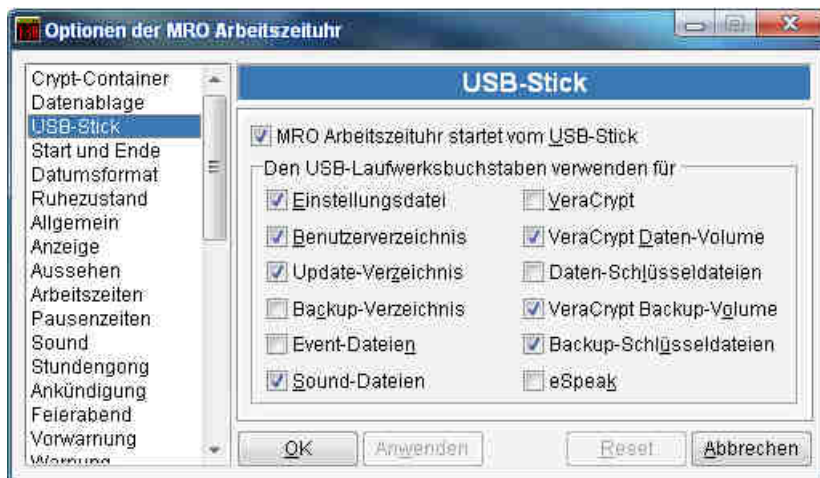 Optionen der MRO Arbeitszeituhr
Crypt-Container
Datenablage
USB-Stick
Start und Ende
Datumsformat
Ruhezustand
Allgemein
Anzeige
Aussehen
Arbeitszeiten
Pausenzeiten
Sound
Stundengong
Ankündigung
Feierabend
Vorwarnung
Warnung
USB-Stick
MRO Arbeitszeituhr startet vom USB-Stick
Den USB-Laufwerksbuchstaben verwenden für
Einstellungsdatei
VeraCrypt
Benutzerverzeichnis
VeraCrypt Daten-Volume
Update-Verzeichnis
Daten-Schlüsseldateien
Backup-Verzeichnis
VeraCrypt Backup-Volume
Event-Dateien
Backup-Schlüsseldateien
Sound-Dateien
eSpeak
OK
Anwenden
Reset
Abbrechen